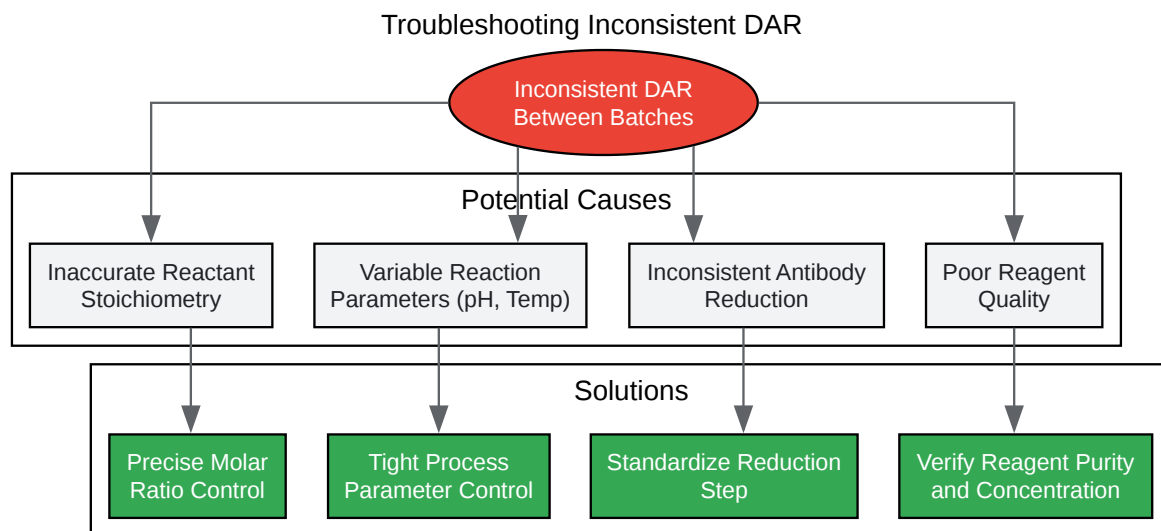 Troubleshooting Inconsistent DAR
Inconsistent DAR
Between Batches
Potential Causes
Inaccurate Reactant
Stoichiometry
Variable Reaction
Parameters (pH, Temp)
Inconsistent Antibody
Reduction
Poor Reagent
Quality
Solutions
Precise Molar
Ratio Control
Tight Process
Parameter Control
Standardize Reduction
Step
Verify Reagent Purity
and Concentration